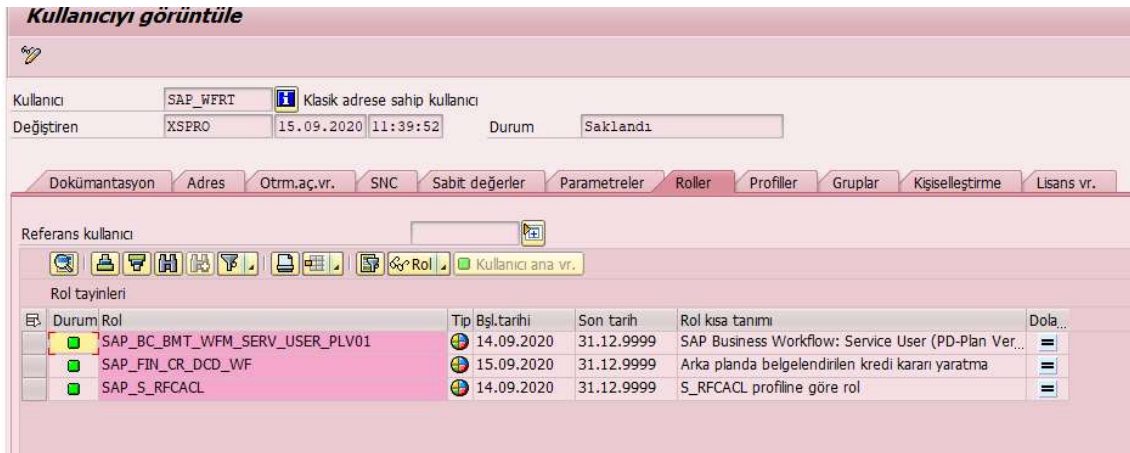 Kullanıcıyı görüntüle
Kullanıcı SAP_WFRT Klasik adrese sahip kullanıcı
Değiştiren XSPRO 15.09.2020 11:39:52 Durum Saklandı
Dokümantasyon Adres Otrm.aç.vr. SNC Sabit değerler Parametreler Roller Profiller Gruplar Kişiselleştirme Lisans vr.
Referans kullanıcı
Rol Kullanıcı ana vr.
Rol tayinleri
Durum Rol Tip Bşl.tarihi Son tarih Rol kısa tanımı Dola...
SAP_BC_BMT_WFM_SERV_USER_PLV01 14.09.2020 31.12.9999 SAP Business Workflow: Service User (PD-Plan Ver...
SAP_FIN_CR_DCD_WF 15.09.2020 31.12.9999 Arka planda belgelendirilen kredi kararı yaratma
SAP_S_RFCACL 14.09.2020 31.12.9999 S_RFCACL profiline göre rol